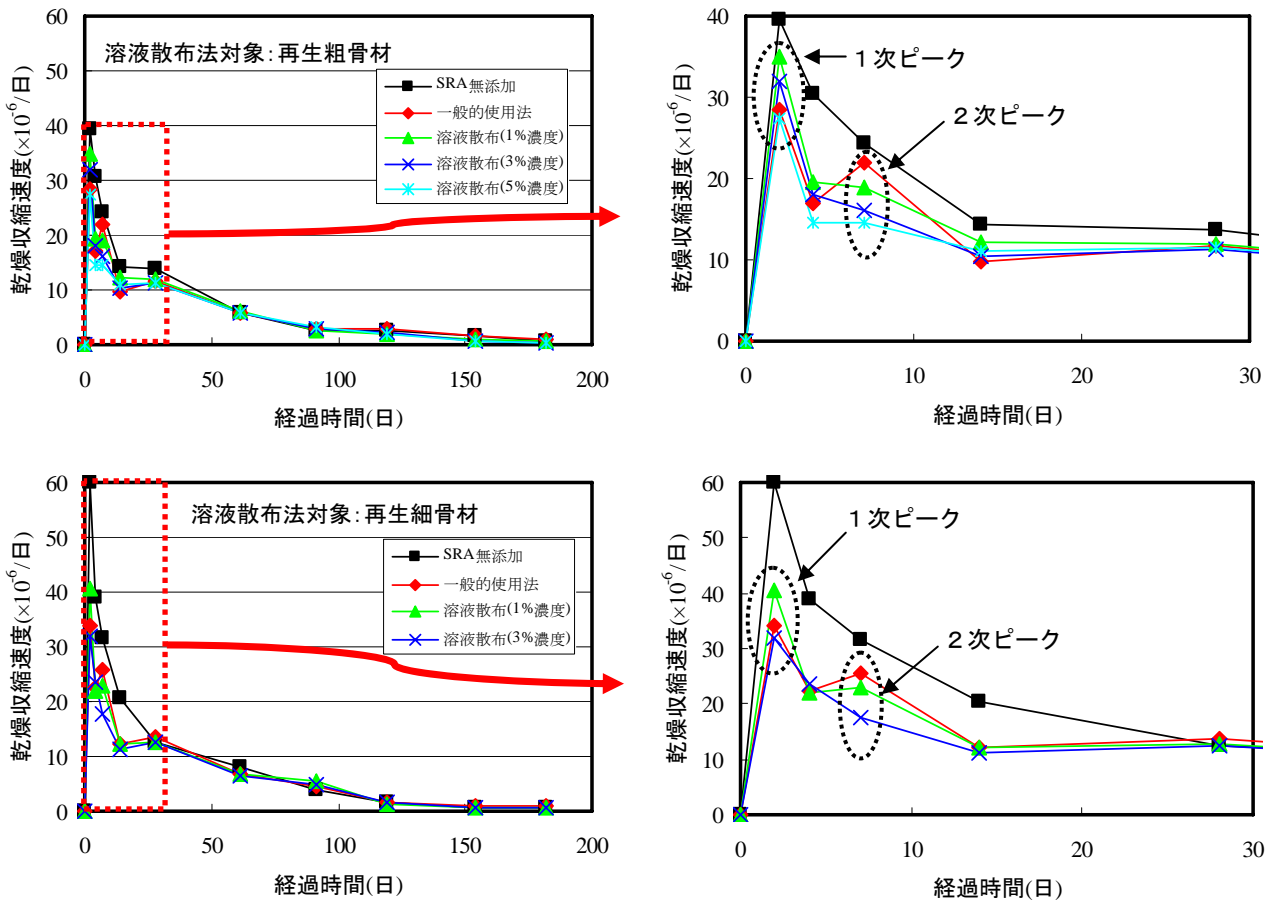 60
50
40
30
20
10
0
乾燥収縮速度(×10-6/日)
溶液散布法対象:再生粗骨材
SRA無添加
一般的使用法
溶液散布(1%濃度)
溶液散布(3%濃度)
溶液散布(5%濃度)
0 50 100 150 200
経過時間(日)
40
30
20
10
0
乾燥収縮速度(×10-6/日)
1次ピーク
2次ピーク
0 10 20 30
経過時間(日)
60
50
40
30
20
10
0
乾燥収縮速度(×10-6/日)
溶液散布法対象:再生細骨材
SRA無添加
一般的使用法
溶液散布(1%濃度)
溶液散布(3%濃度)
0 50 100 150 200
経過時間(日)
60
50
40
30
20
10
0
乾燥収縮速度(×10-6/日)
1次ピーク
2次ピーク
0 10 20 30
経過時間(日)